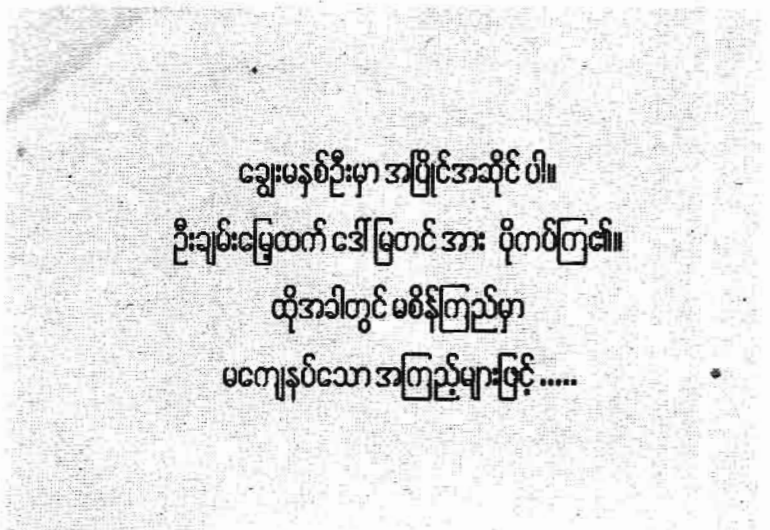 ချွေးမနှစ်ဦးမှာ အပြိုင်အဆိုင် ပါ။
ဦးချမ်းမြွေ့ထက် ဒေါ်မြတင် အား ပိုကပ်ကြ၏။
ထိုအခါတွင် မစိန်ကြည်မှာ
မကျေနပ်သော အကြည့်များဖြင့် .....